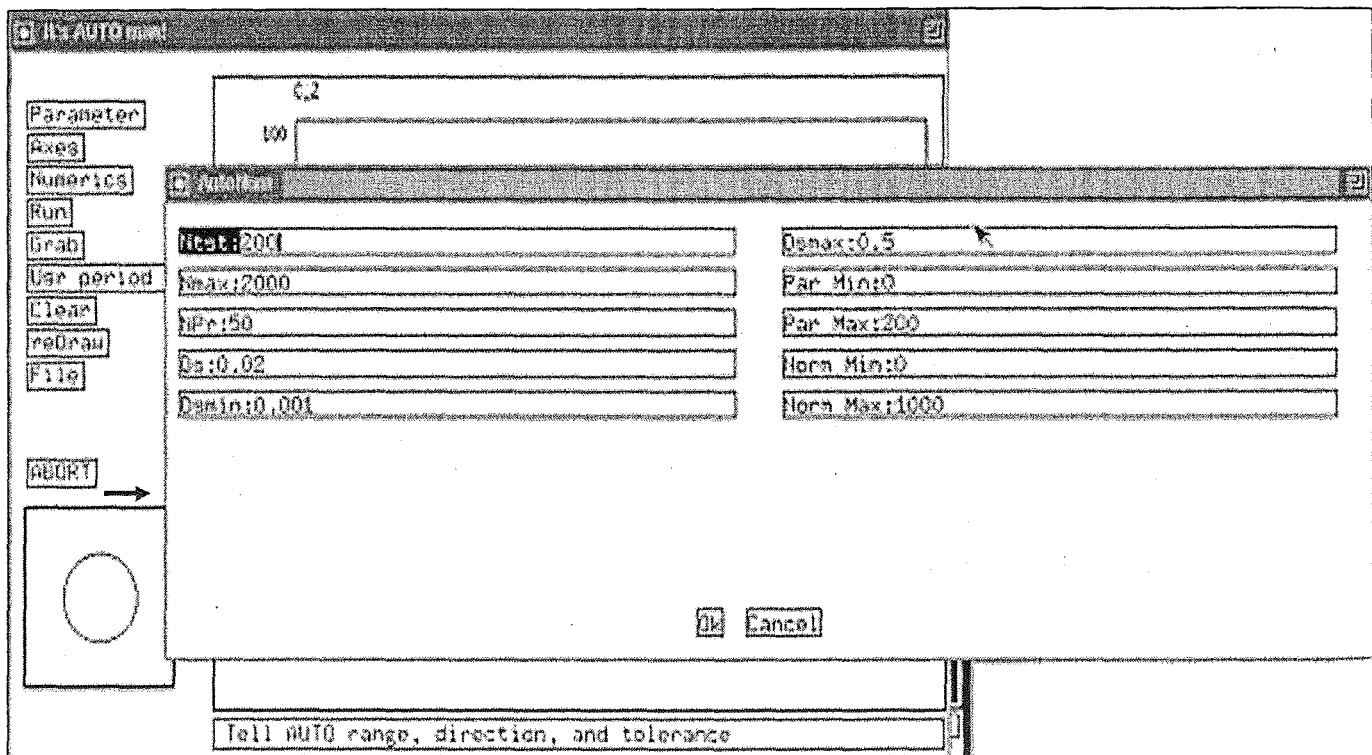 It's AUTO man!
C,2
100
Parameter
Axes
Numerics
Run
Grab
Usr period
Clear
reDraw
File
ABORT
AutoNum
Ntst:200
Nmax:2000
NPr:50
Ds:0.02
Dsmin:0.001
Dsmax:0.5
Par Min:0
Par Max:200
Norm Min:0
Norm Max:1000
Ok Cancel
Tell AUTO range, direction, and tolerance